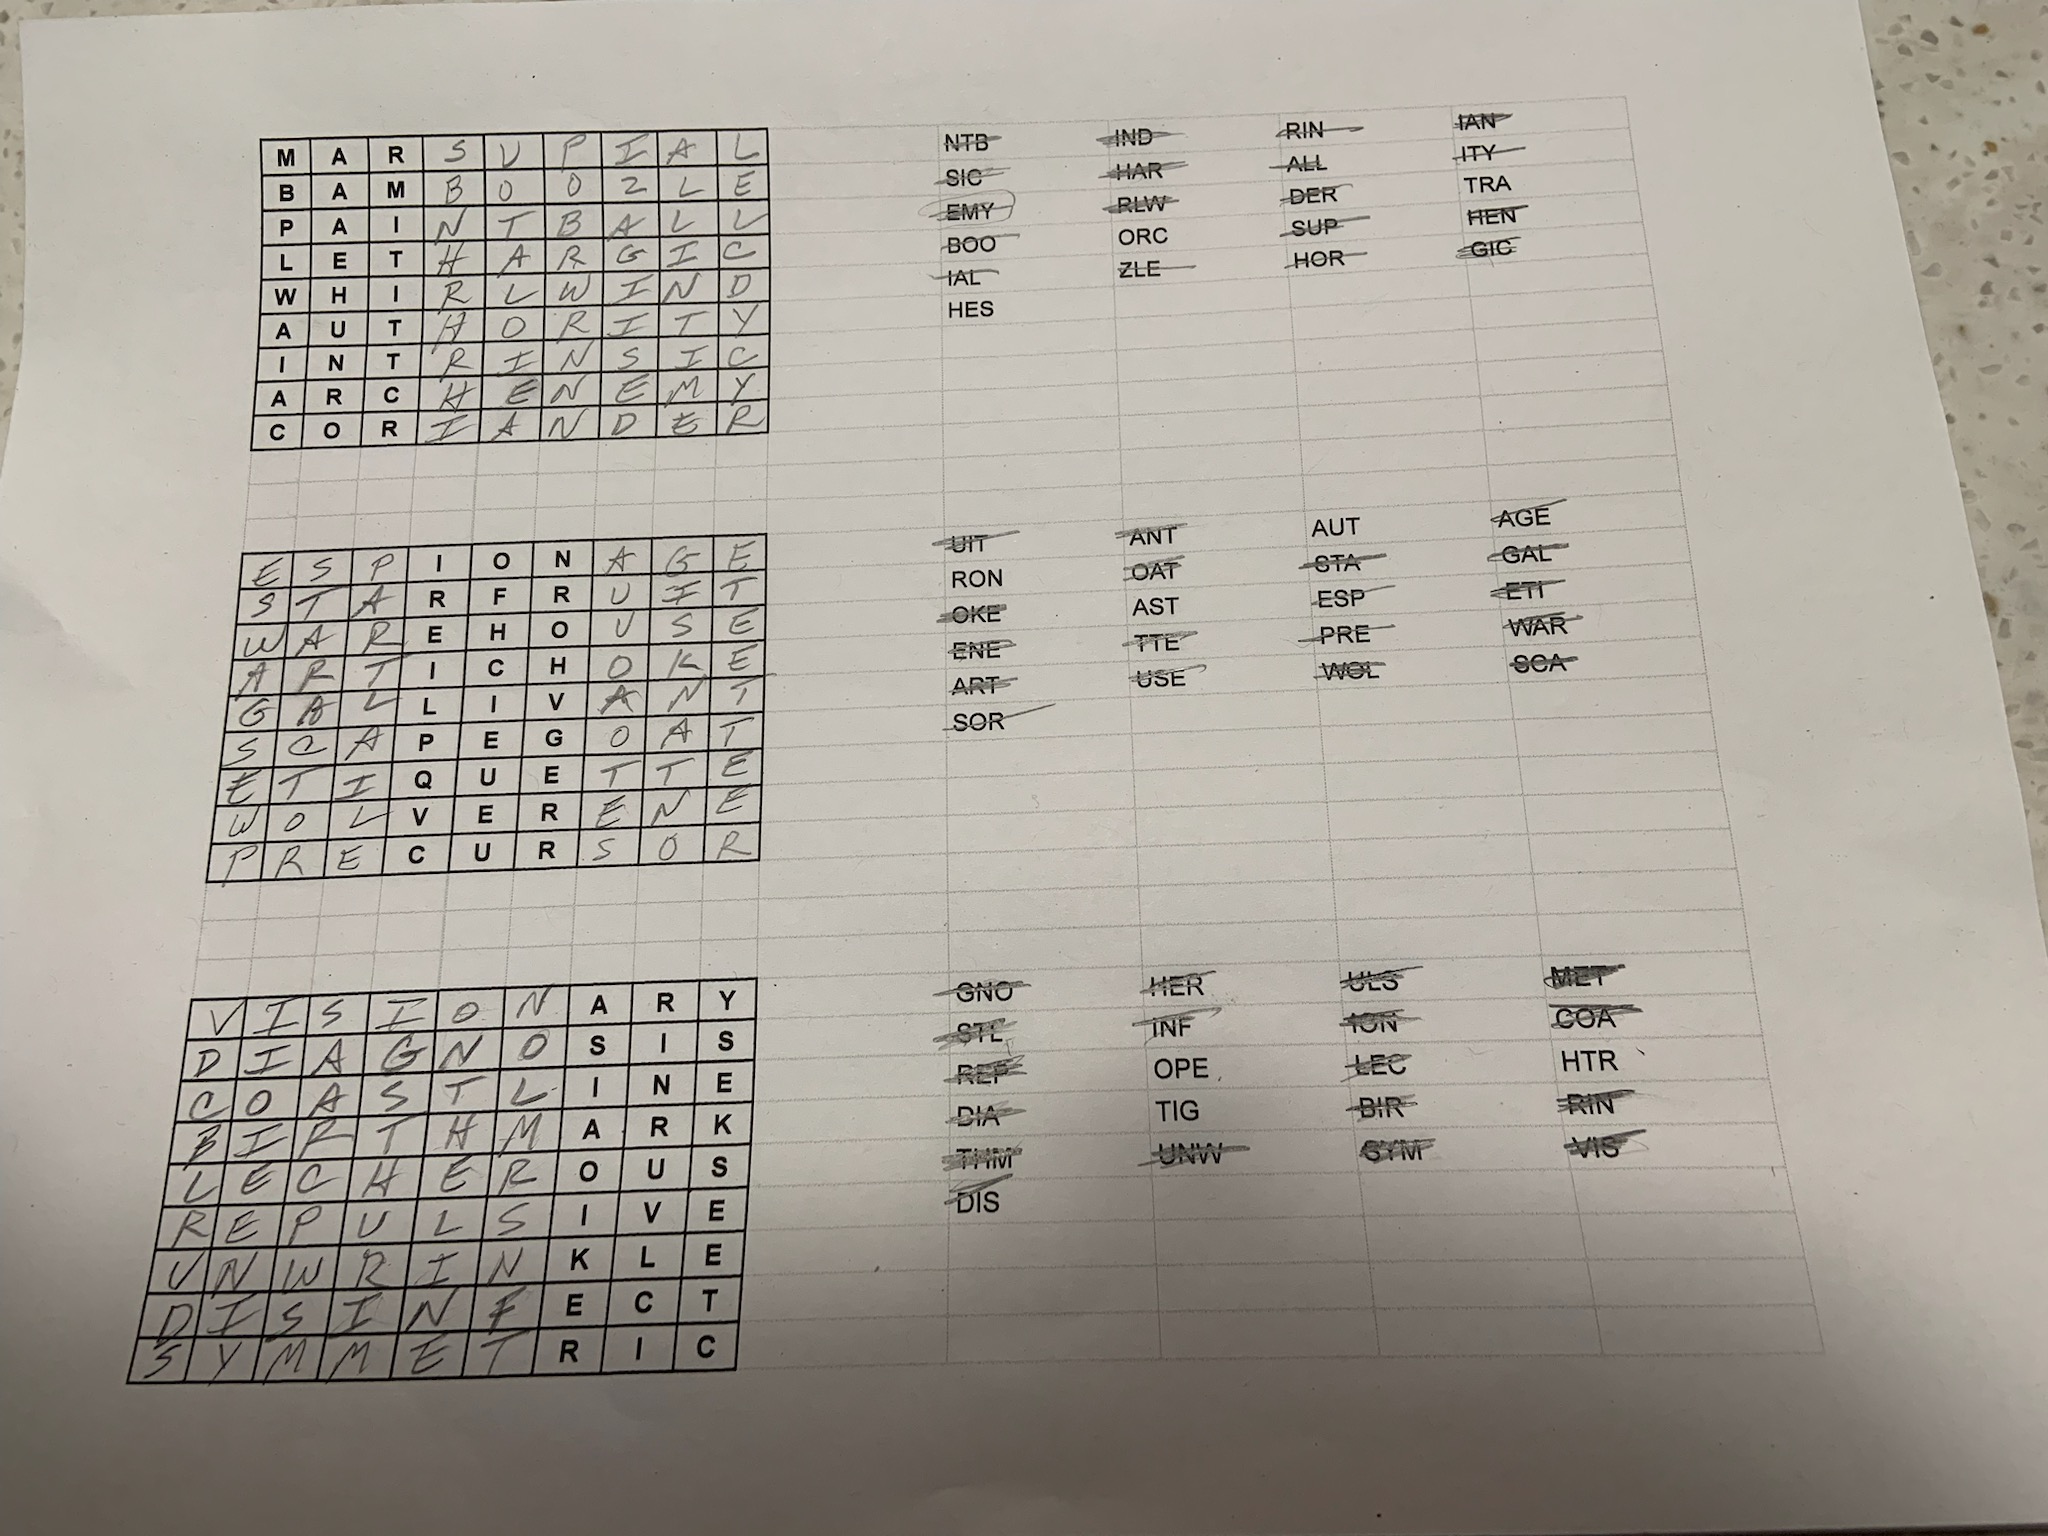 M A R S U P I A L
B A M B O O Z L E
P A I N T B A L L
L E T H A R G I C
W H I R L W I N D
A U T H O R I T Y
I N T R I N S I C
A R C H E N E M Y
C O R I A N D E R
NTB IND RIN IAN
SIC HAR ALL ITY
EMY RLW DER TRA
BOO ORC SUP HEN
IAL ZLE HOR GIC
HES
E S P I O N A G E
S T A R F R U I T
W A R E H O U S E
A R T I C H O K E
G A L L I V A N T
S C A P E G O A T
E T I Q U E T T E
W O L V E R E N E
P R E C U R S O R
UIT ANT AUT AGE
RON OAT STA GAL
OKE AST ESP ETI
ENE TTE PRE WAR
ART USE WOL SCA
SOR
V I S I O N A R Y
D I A G N O S I S
C O A S T L I N E
B I R T H M A R K
L E C H E R O U S
R E P U L S I V E
U N W R I N K L E
D I S I N F E C T
S Y M M E T R I C
GNO HER ULS MET
STL INF ION COA
REP OPE LEC HTR
DIA TIG BIR RIN
THM UNW SYM VIS
DIS